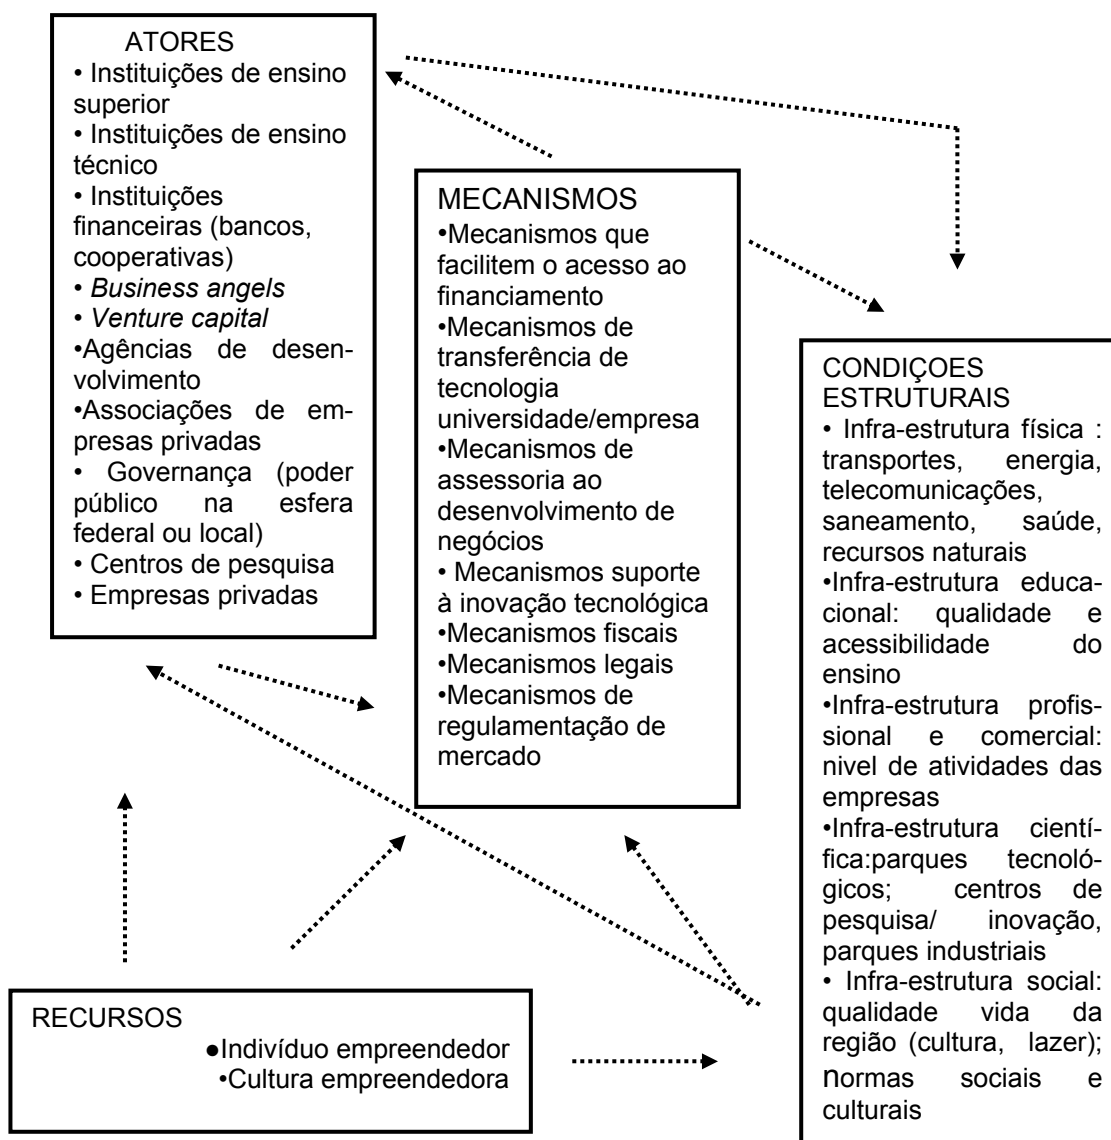 ATORES
• Instituições de ensino
superior
• Instituições de ensino
técnico
• Instituições
financeiras (bancos,
cooperativas)
• Business angels
• Venture capital
•Agências de desen-
volvimento
•Associações de em-
presas privadas
• Governança (poder
público na esfera
federal ou local)
• Centros de pesquisa
• Empresas privadas
MECANISMOS
•Mecanismos que
facilitem o acesso ao
financiamento
•Mecanismos de
transferência de
tecnologia
universidade/empresa
•Mecanismos de
assessoria ao
desenvolvimento de
negócios
• Mecanismos suporte
à inovação tecnológica
•Mecanismos fiscais
•Mecanismos legais
•Mecanismos de
regulamentação de
mercado
CONDIÇOES
ESTRUTURAIS
• Infra-estrutura física :
transportes, energia,
telecomunicações,
saneamento, saúde,
recursos naturais
•Infra-estrutura educa-
cional: qualidade e
acessibilidade do
ensino
•Infra-estrutura profis-
sional e comercial:
nivel de atividades das
empresas
•Infra-estrutura cientí-
fica:parques tecnoló-
gicos; centros de
pesquisa/ inovação,
parques industriais
• Infra-estrutura social:
qualidade vida da
região (cultura, lazer);
normas sociais e
culturais
RECURSOS
●Indivíduo empreendedor
•Cultura empreendedora